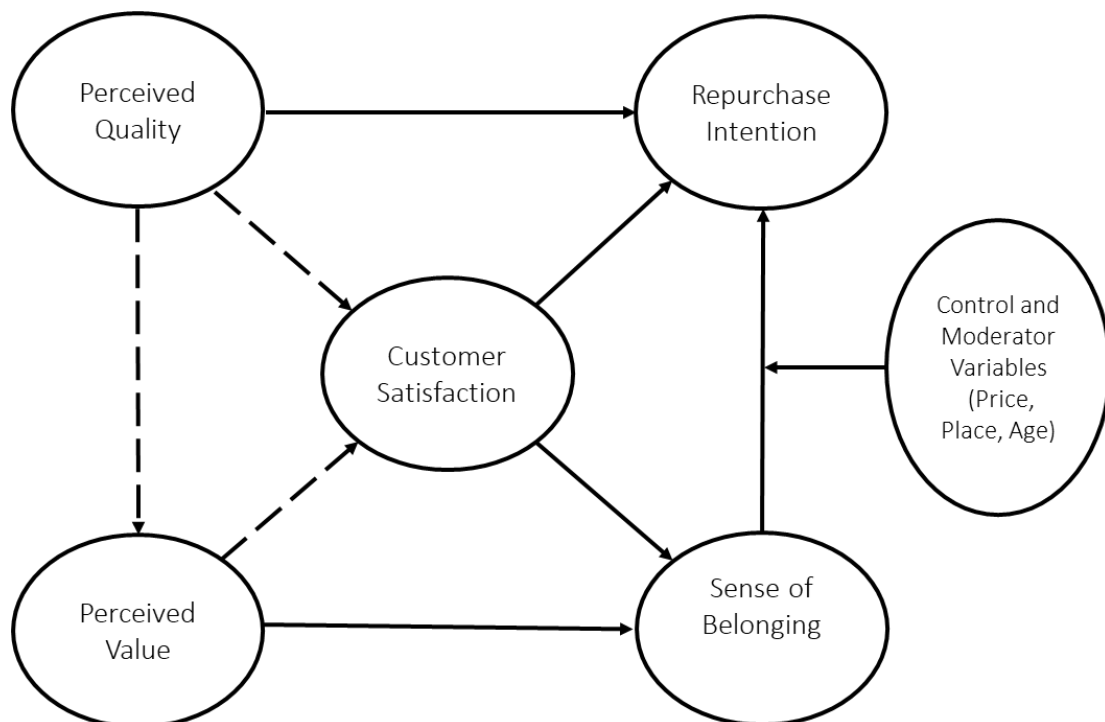 Perceived
Quality
Repurchase
Intention
Customer
Satisfaction
Control and
Moderator
Variables
(Price,
Place, Age)
Perceived
Value
Sense of
Belonging